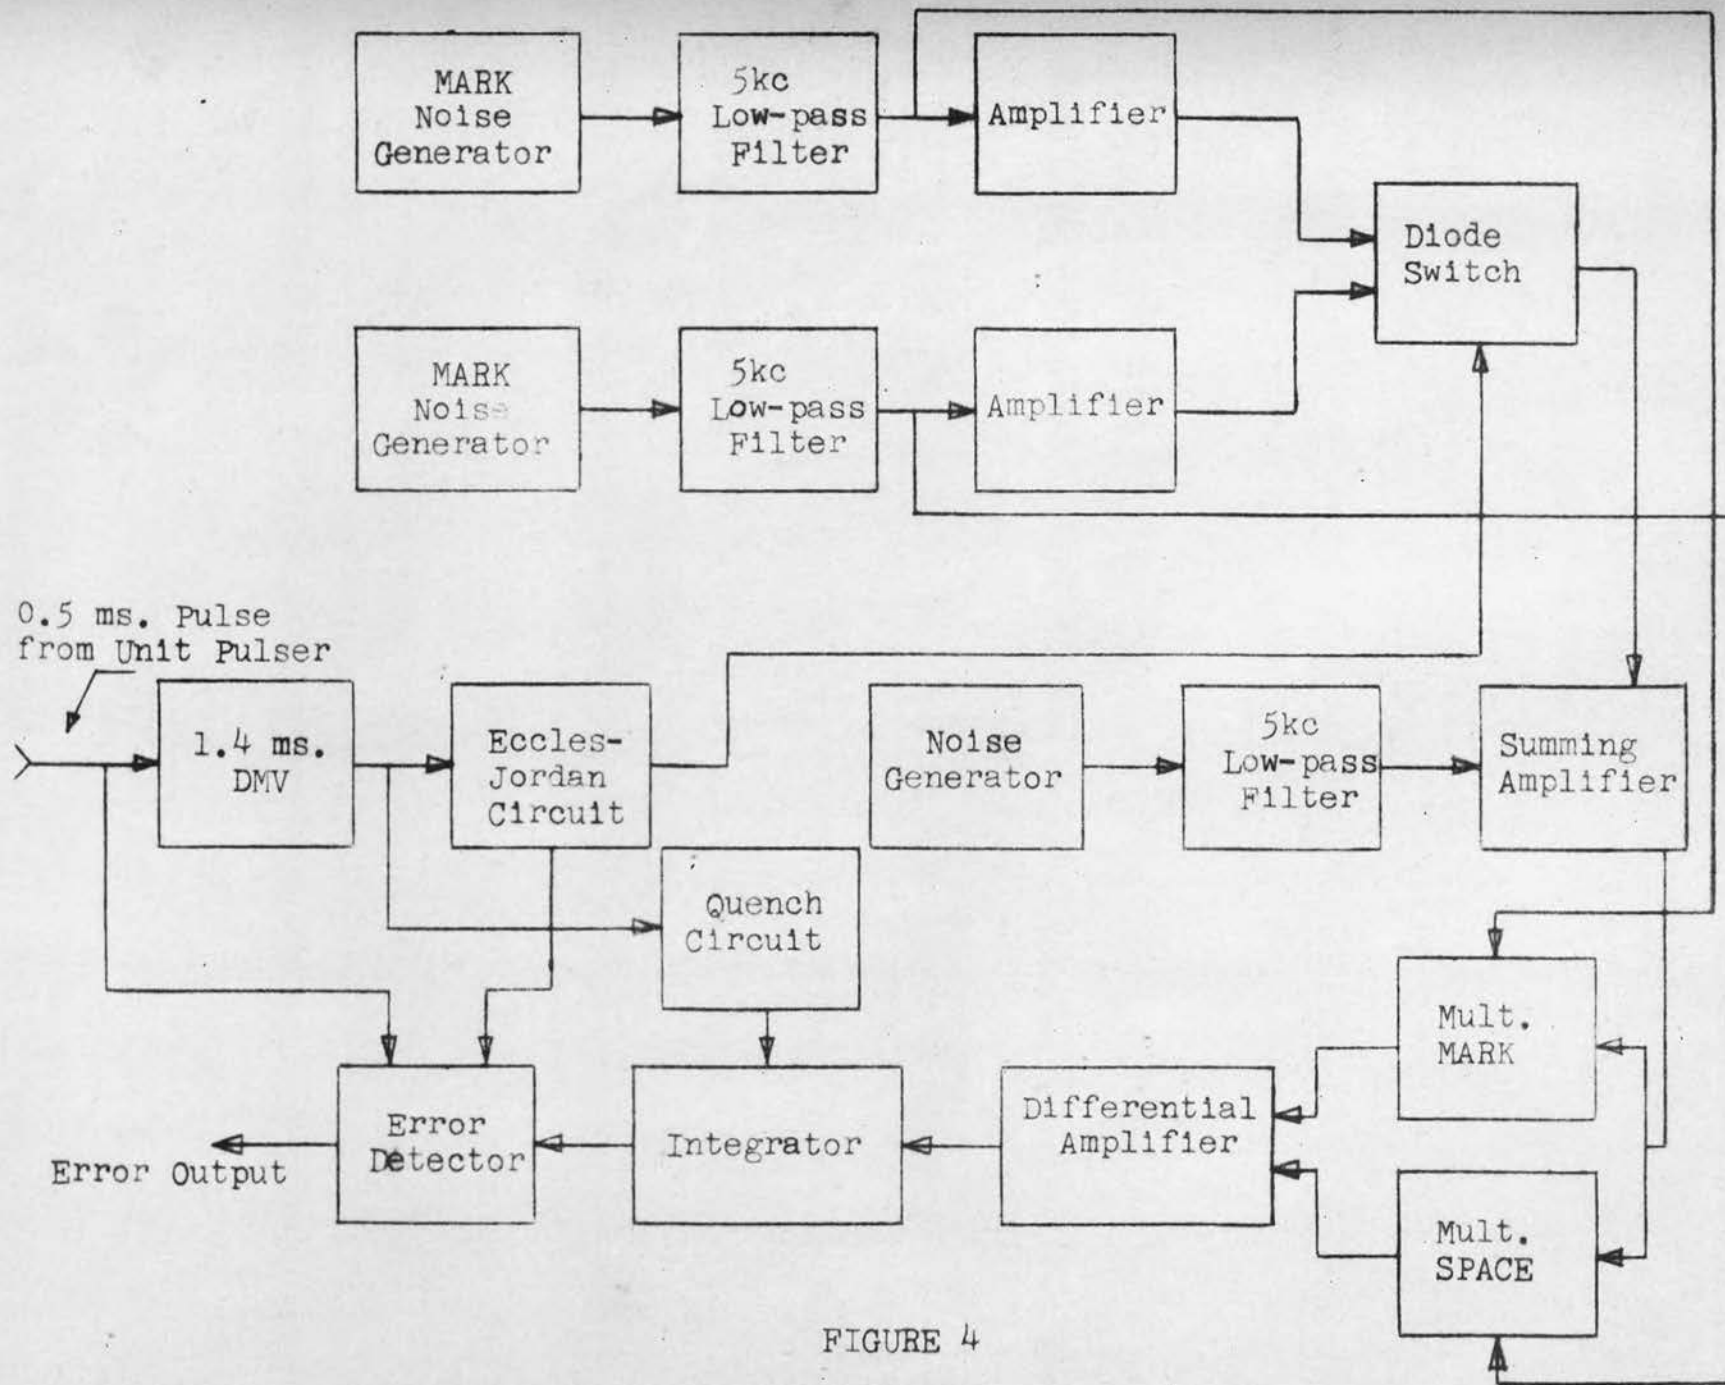 MARK
Noise
Generator
5kc
Low-pass
Filter
Amplifier
Diode
Switch
MARK
Noise
Generator
5kc
Low-pass
Filter
Amplifier
0.5 ms. Pulse
from Unit Pulser
1.4 ms.
DMV
Eccles-
Jordan
Circuit
Noise
Generator
5kc
Low-pass
Filter
Summing
Amplifier
Quench
Circuit
Mult.
MARK
Error
Detector
Integrator
Differential
Amplifier
Error Output
Mult.
SPACE
FIGURE 4